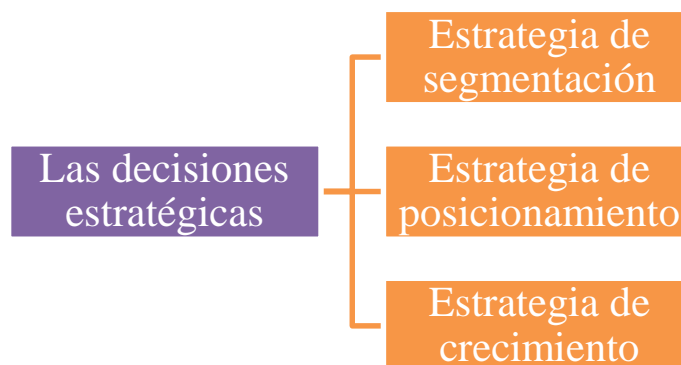 Las decisiones
estratégicas
Estrategia de
segmentación
Estrategia de
posicionamiento
Estrategia de
crecimiento